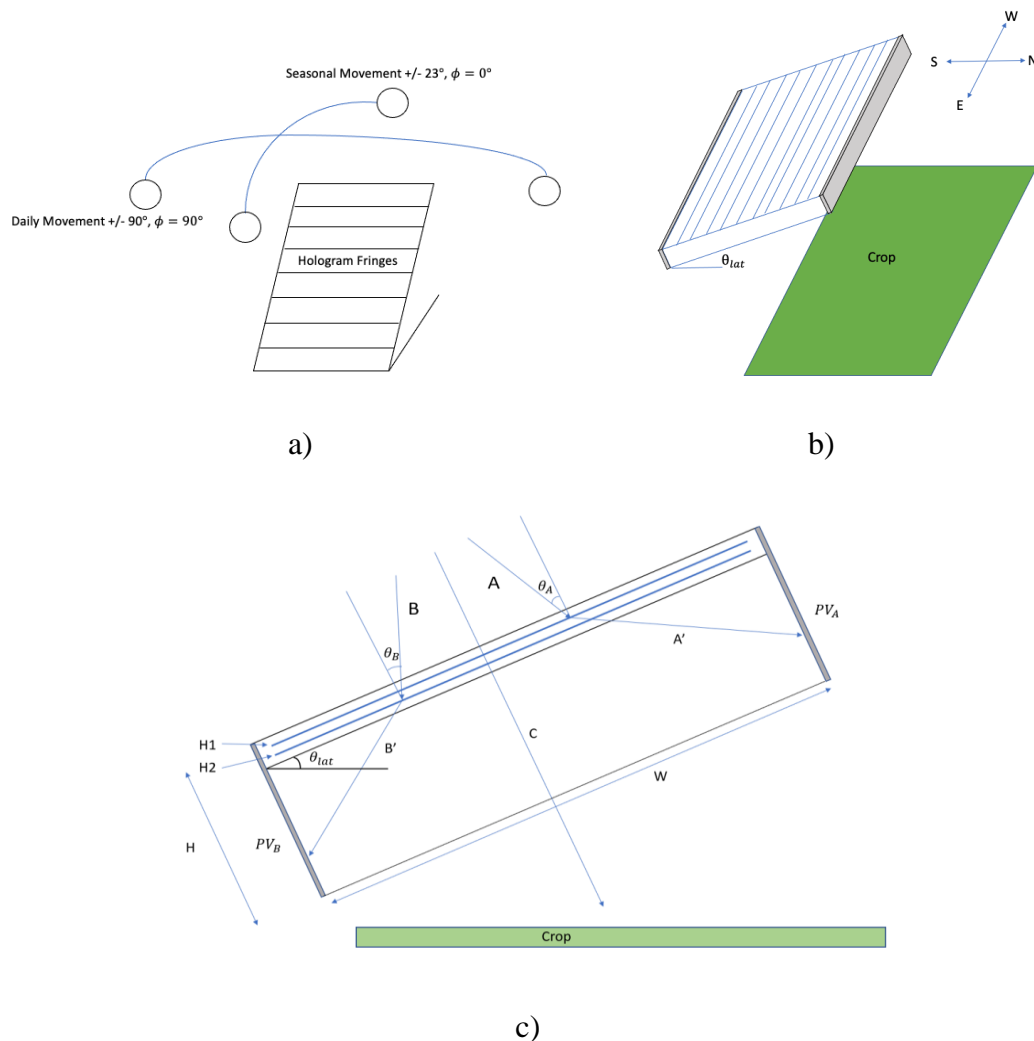 Seasonal Movement +/- 23°, ϕ = 0°
Daily Movement +/- 90°, ϕ = 90°
Hologram Fringes
a)
W
S
N
E
θ_lat
Crop
b)
A
θ_A
B
θ_B
PV_A
A’
H1
H2
B’
C
θ_lat
W
H
PV_B
Crop
c)